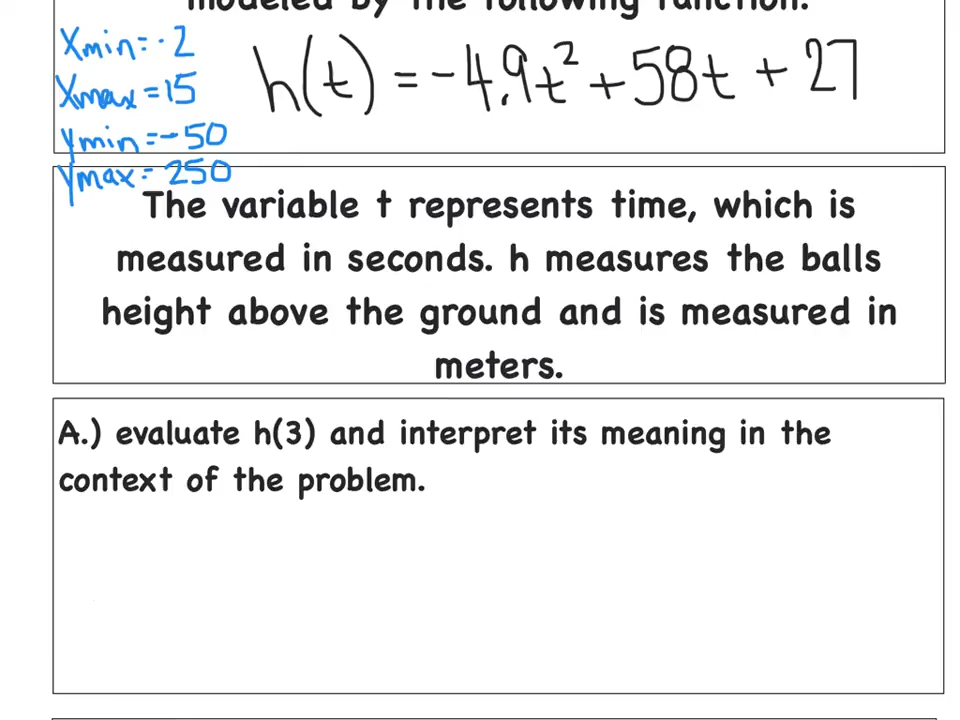 modeled by the following function.
Xmin=-2
Xmax=15
ymin=-50
ymax=250
h(t)=-4.9t²+58t+27
The variable t represents time, which is
measured in seconds. h measures the balls
height above the ground and is measured in
meters.
A.) evaluate h(3) and interpret its meaning in the
context of the problem.